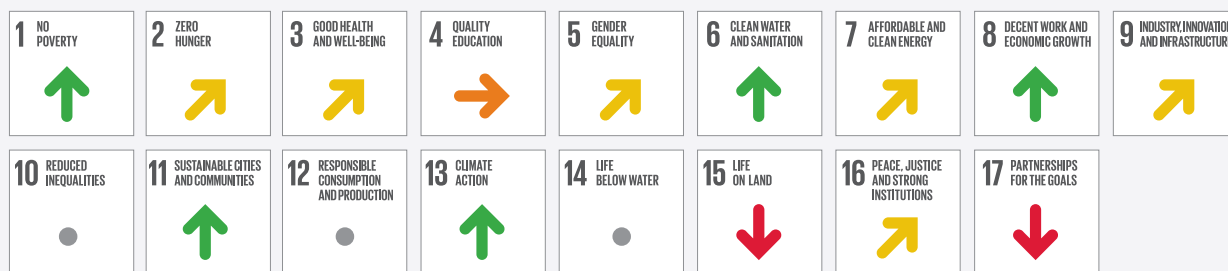 1 NO
POVERTY
2 ZERO
HUNGER
3 GOOD HEALTH
AND WELL-BEING
4 QUALITY
EDUCATION
5 GENDER
EQUALITY
6 CLEAN WATER
AND SANITATION
7 AFFORDABLE AND
CLEAN ENERGY
8 DECENT WORK AND
ECONOMIC GROWTH
9 INDUSTRY, INNOVATION
AND INFRASTRUCTURE
10 REDUCED
INEQUALITIES
11 SUSTAINABLE CITIES
AND COMMUNITIES
12 RESPONSIBLE
CONSUMPTION
AND PRODUCTION
13 CLIMATE
ACTION
14 LIFE
BELOW WATER
15 LIFE
ON LAND
16 PEACE, JUSTICE
AND STRONG
INSTITUTIONS
17 PARTNERSHIPS
FOR THE GOALS